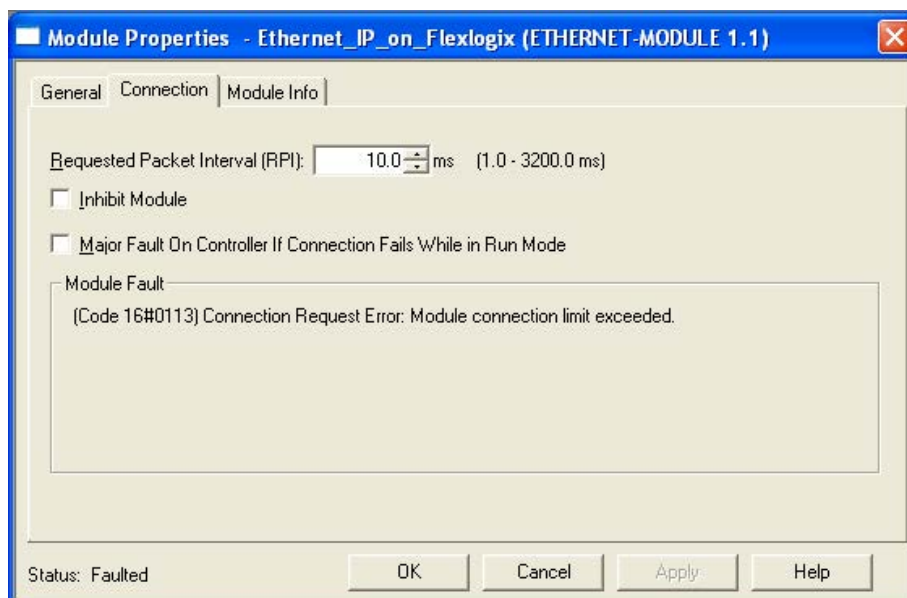 Module Properties - Ethernet_IP_on_Flexlogix (ETHERNET-MODULE 1.1)
General Connection Module Info
Requested Packet Interval (RPI): 10.0 ms (1.0 - 3200.0 ms)
Inhibit Module
Major Fault On Controller If Connection Fails While in Run Mode
Module Fault
(Code 16#0113) Connection Request Error: Module connection limit exceeded.
Status: Faulted OK Cancel Apply Help